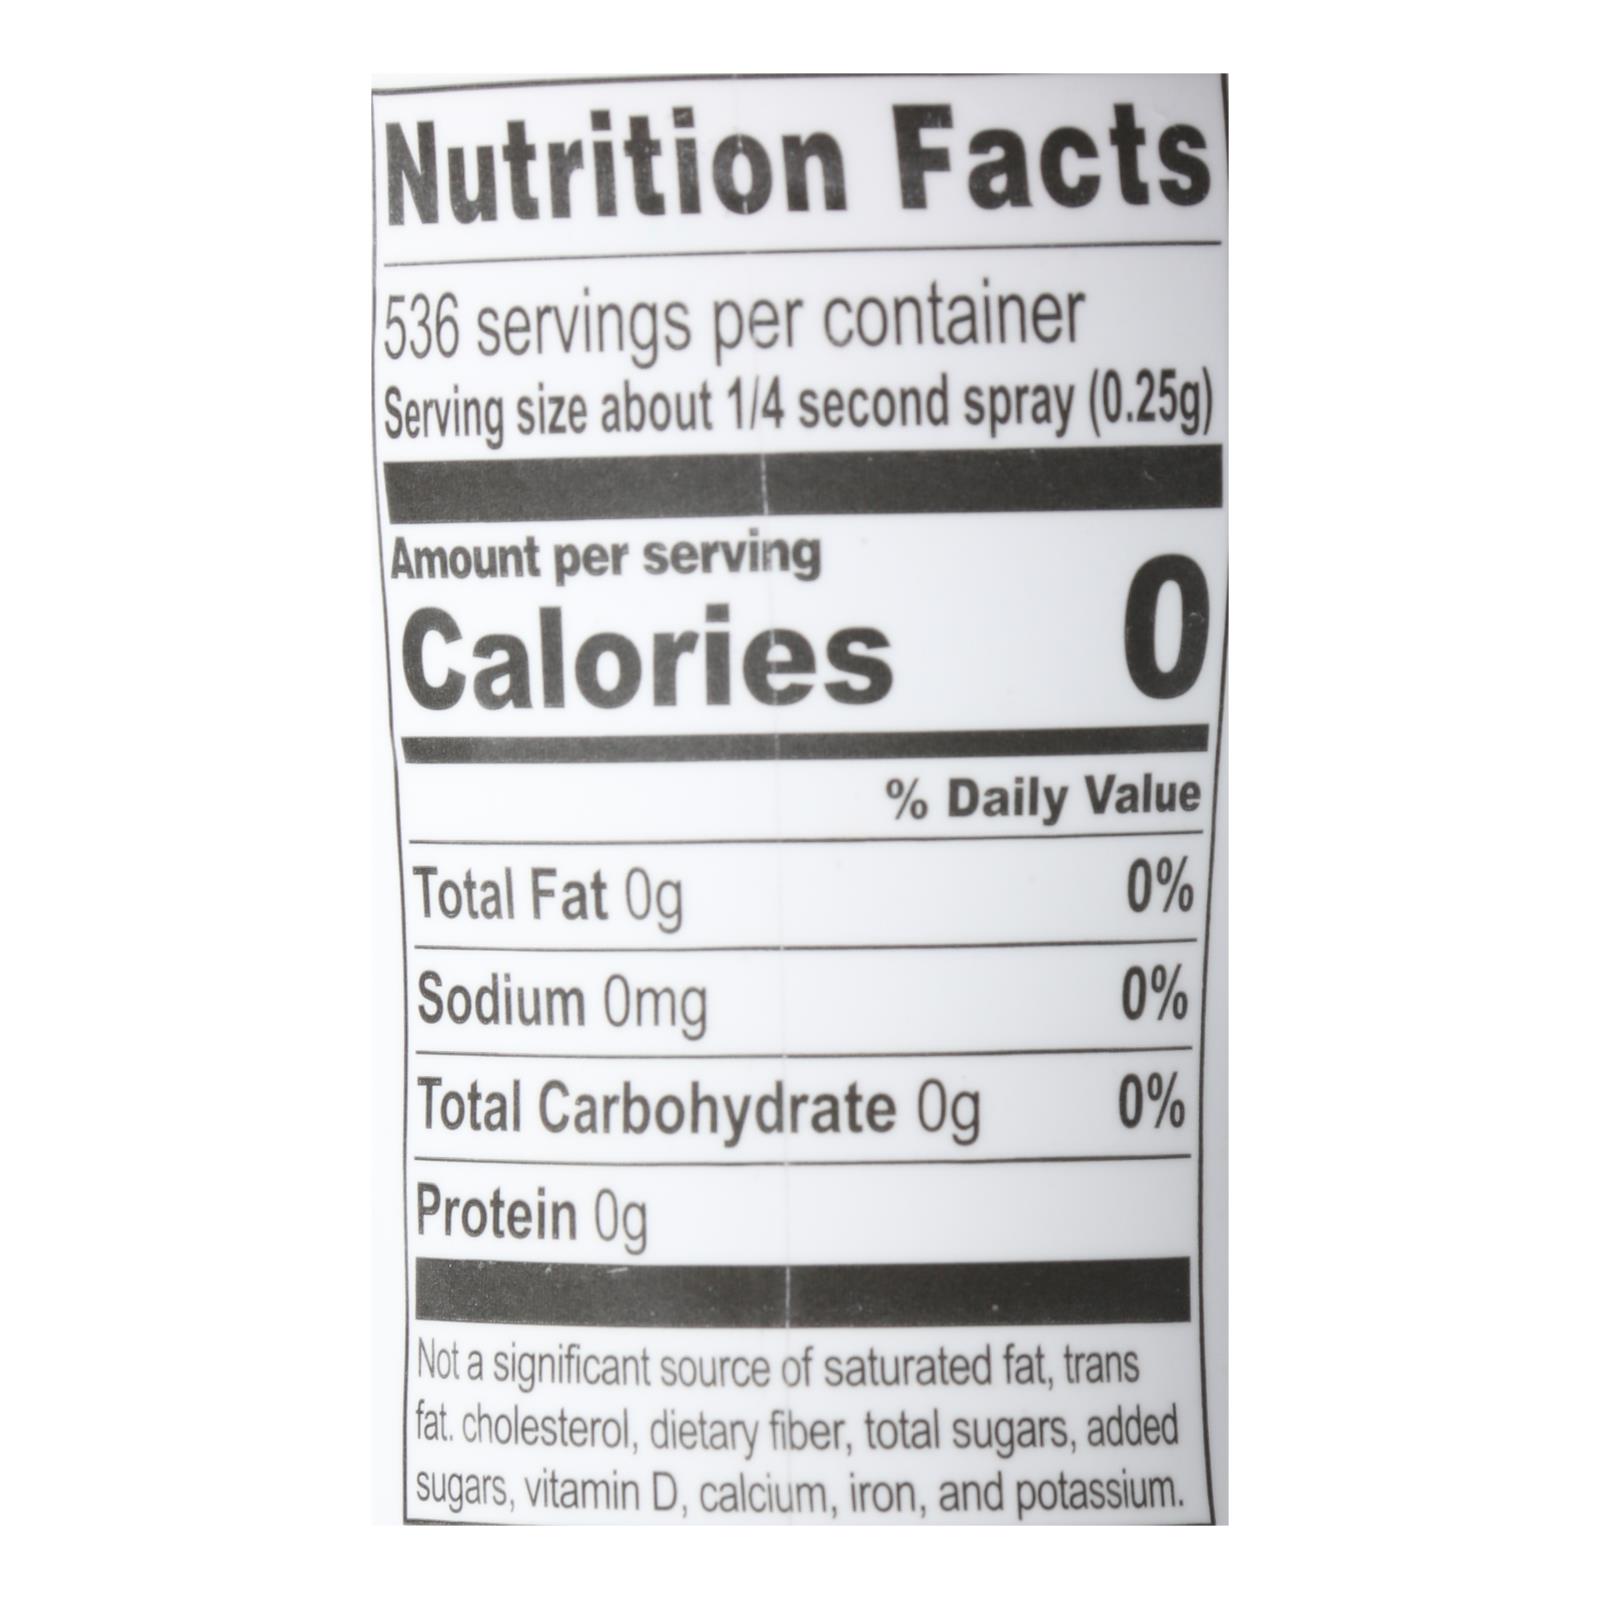 Nutrition Facts
536 servings per container
Serving size about 1/4 second spray (0.25g)
Amount per serving
Calories 0
% Daily Value
Total Fat 0g 0%
Sodium 0mg 0%
Total Carbohydrate 0g 0%
Protein 0g
Not a significant source of saturated fat, trans
fat. cholesterol, dietary fiber, total sugars, added
sugars, vitamin D, calcium, iron, and potassium.